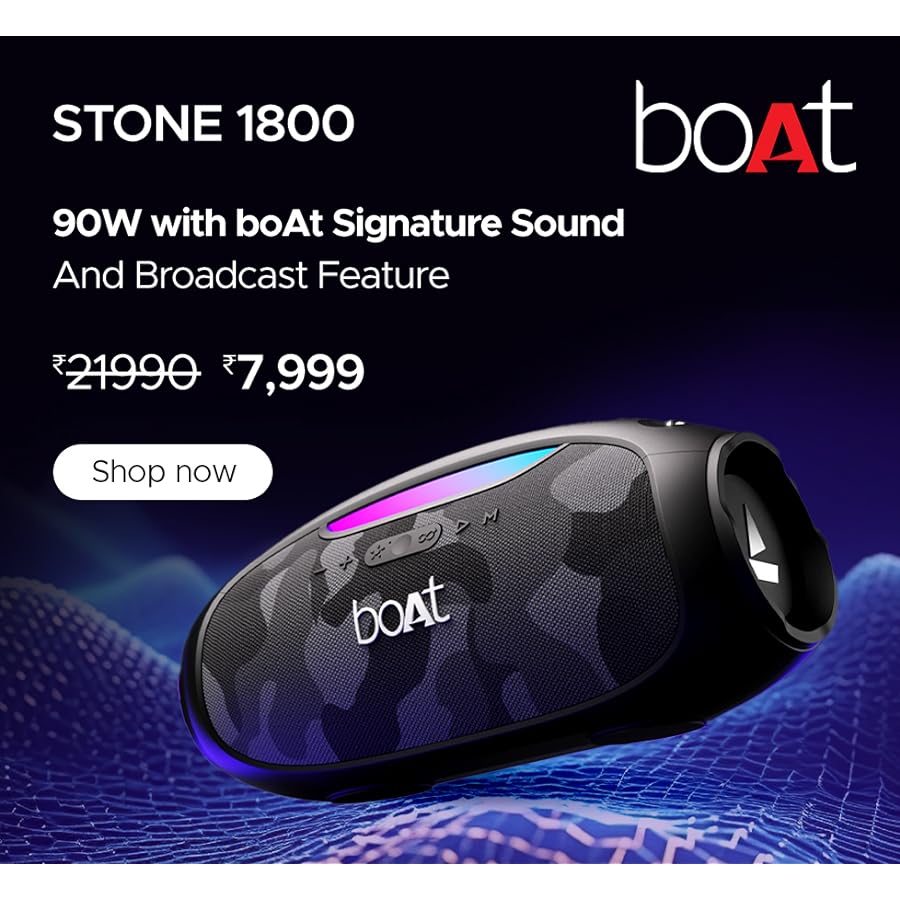 STONE 1800
boAt
90W with boAt Signature Sound
And Broadcast Feature
₹21990 ₹7,999
Shop now
M
boAt